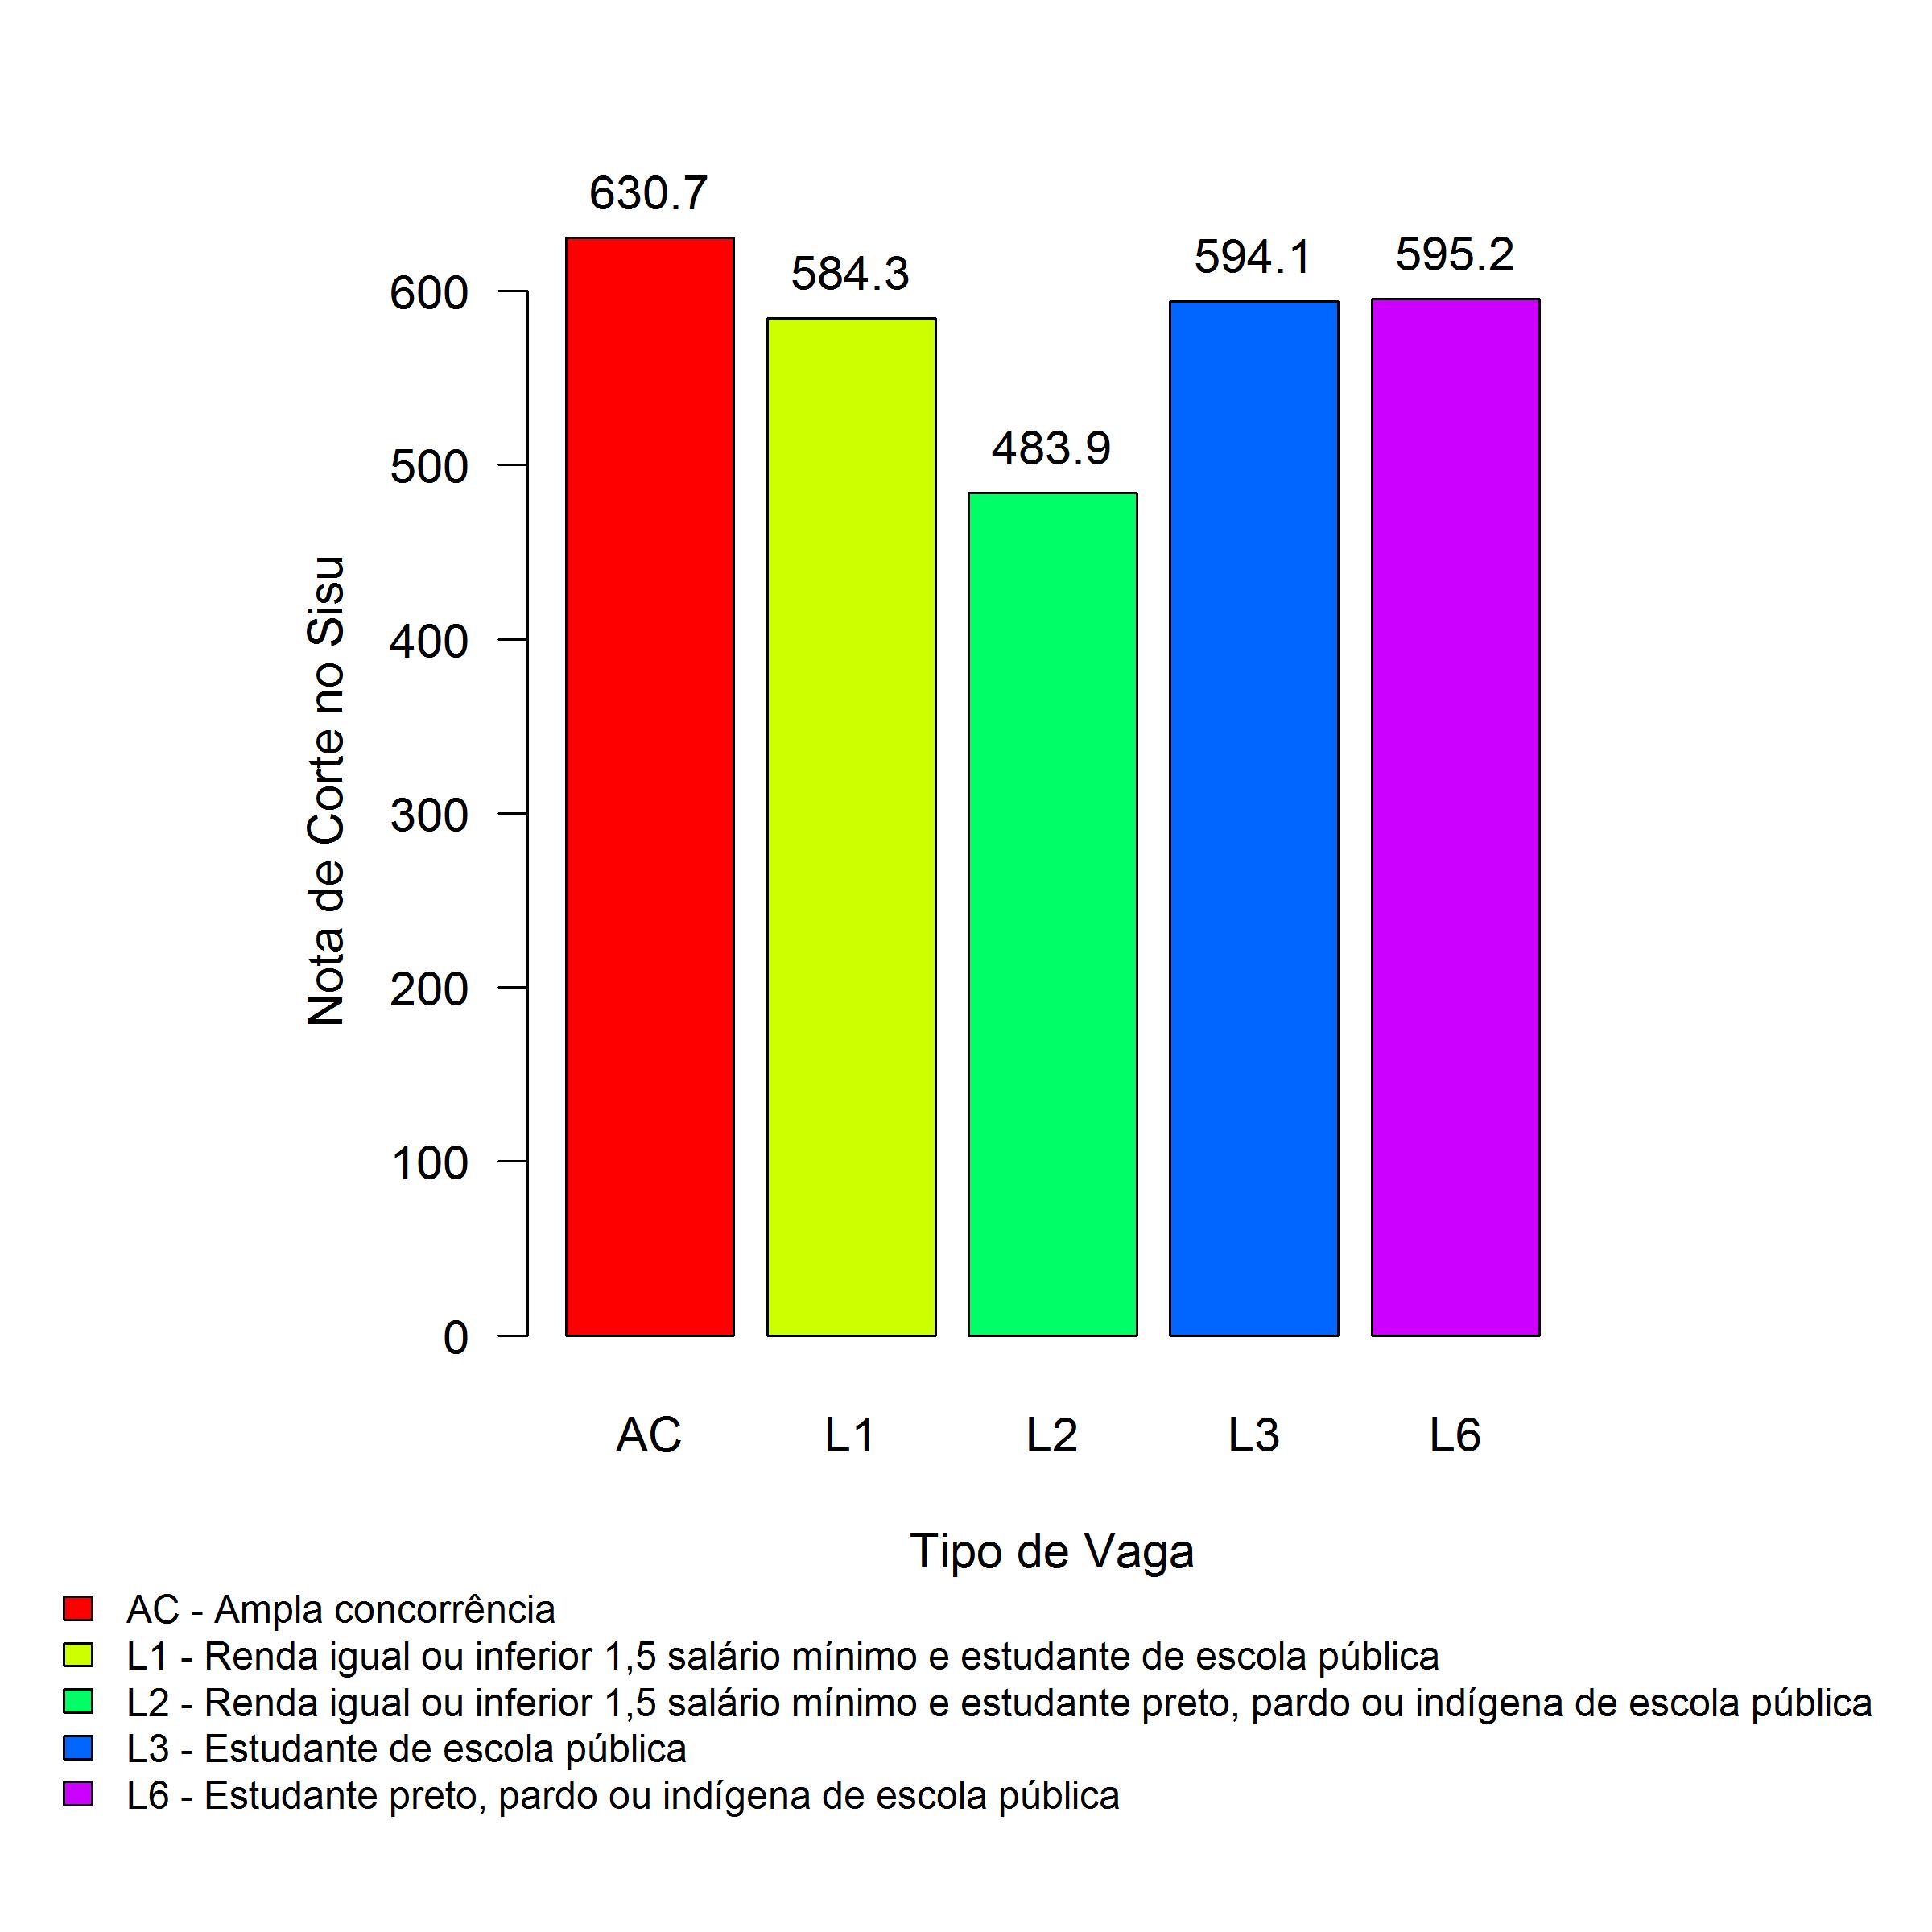 630.7
584.3
483.9
594.1
595.2
600
500
400
300
200
100
0
Nota de Corte no Sisu
AC
L1
L2
L3
L6
Tipo de Vaga
AC - Ampla concorrência
L1 - Renda igual ou inferior 1,5 salário mínimo e estudante de escola pública
L2 - Renda igual ou inferior 1,5 salário mínimo e estudante preto, pardo ou indígena de escola pública
L3 - Estudante de escola pública
L6 - Estudante preto, pardo ou indígena de escola pública